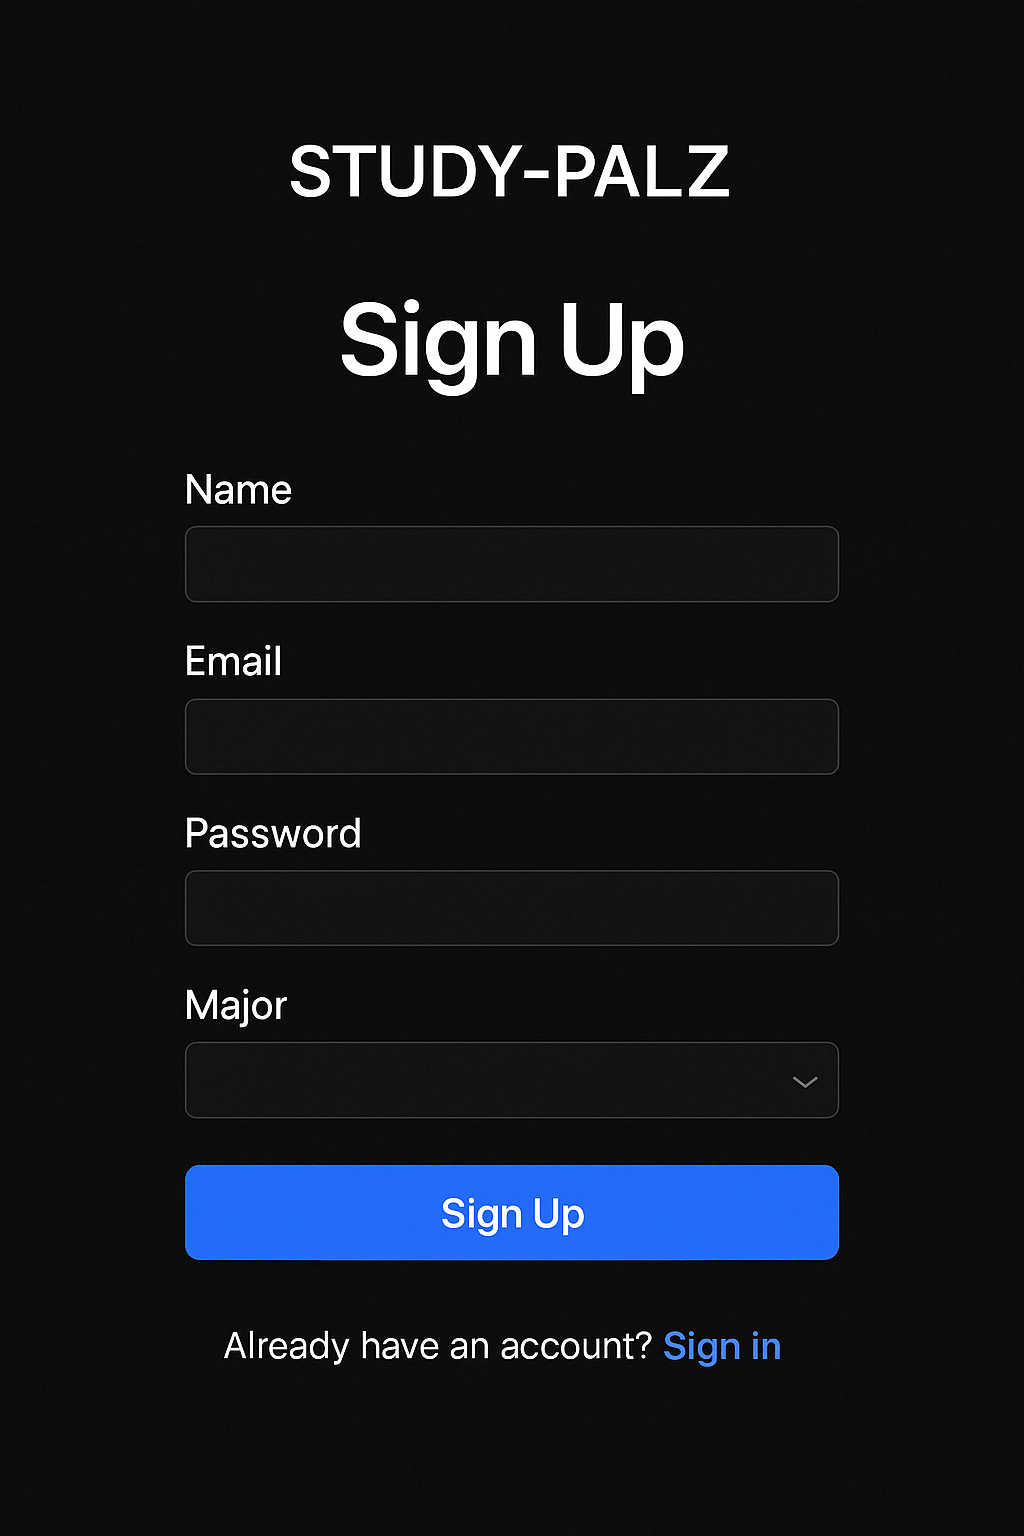 STUDY-PALZ
Sign Up
Name
Email
Password
Major
Sign Up
Already have an account? Sign in